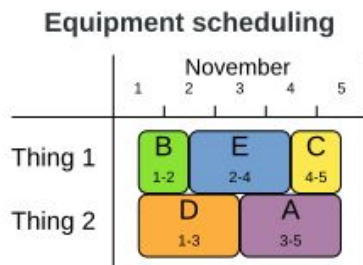 Equipment scheduling
November
1 2 3 4 5
Thing 1
B E C
1-2 2-4 4-5
Thing 2
D A
1-3 3-5